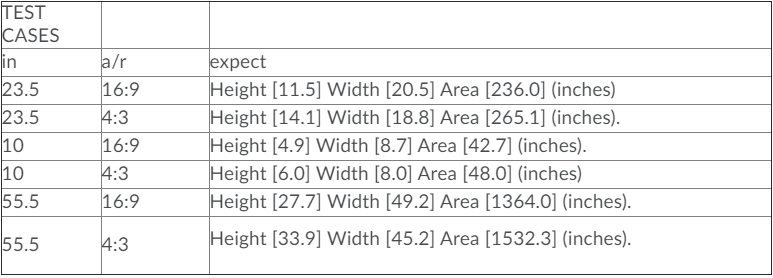 TEST
CASES
in a/r expect
23.5 16:9 Height [11.5] Width [20.5] Area [236.0] (inches)
23.5 4:3 Height [14.1] Width [18.8] Area [265.1] (inches).
10 16:9 Height [4.9] Width [8.7] Area [42.7] (inches).
10 4:3 Height [6.0] Width [8.0] Area [48.0] (inches)
55.5 16:9 Height [27.7] Width [49.2] Area [1364.0] (inches).
55.5 4:3 Height [33.9] Width [45.2] Area [1532.3] (inches).